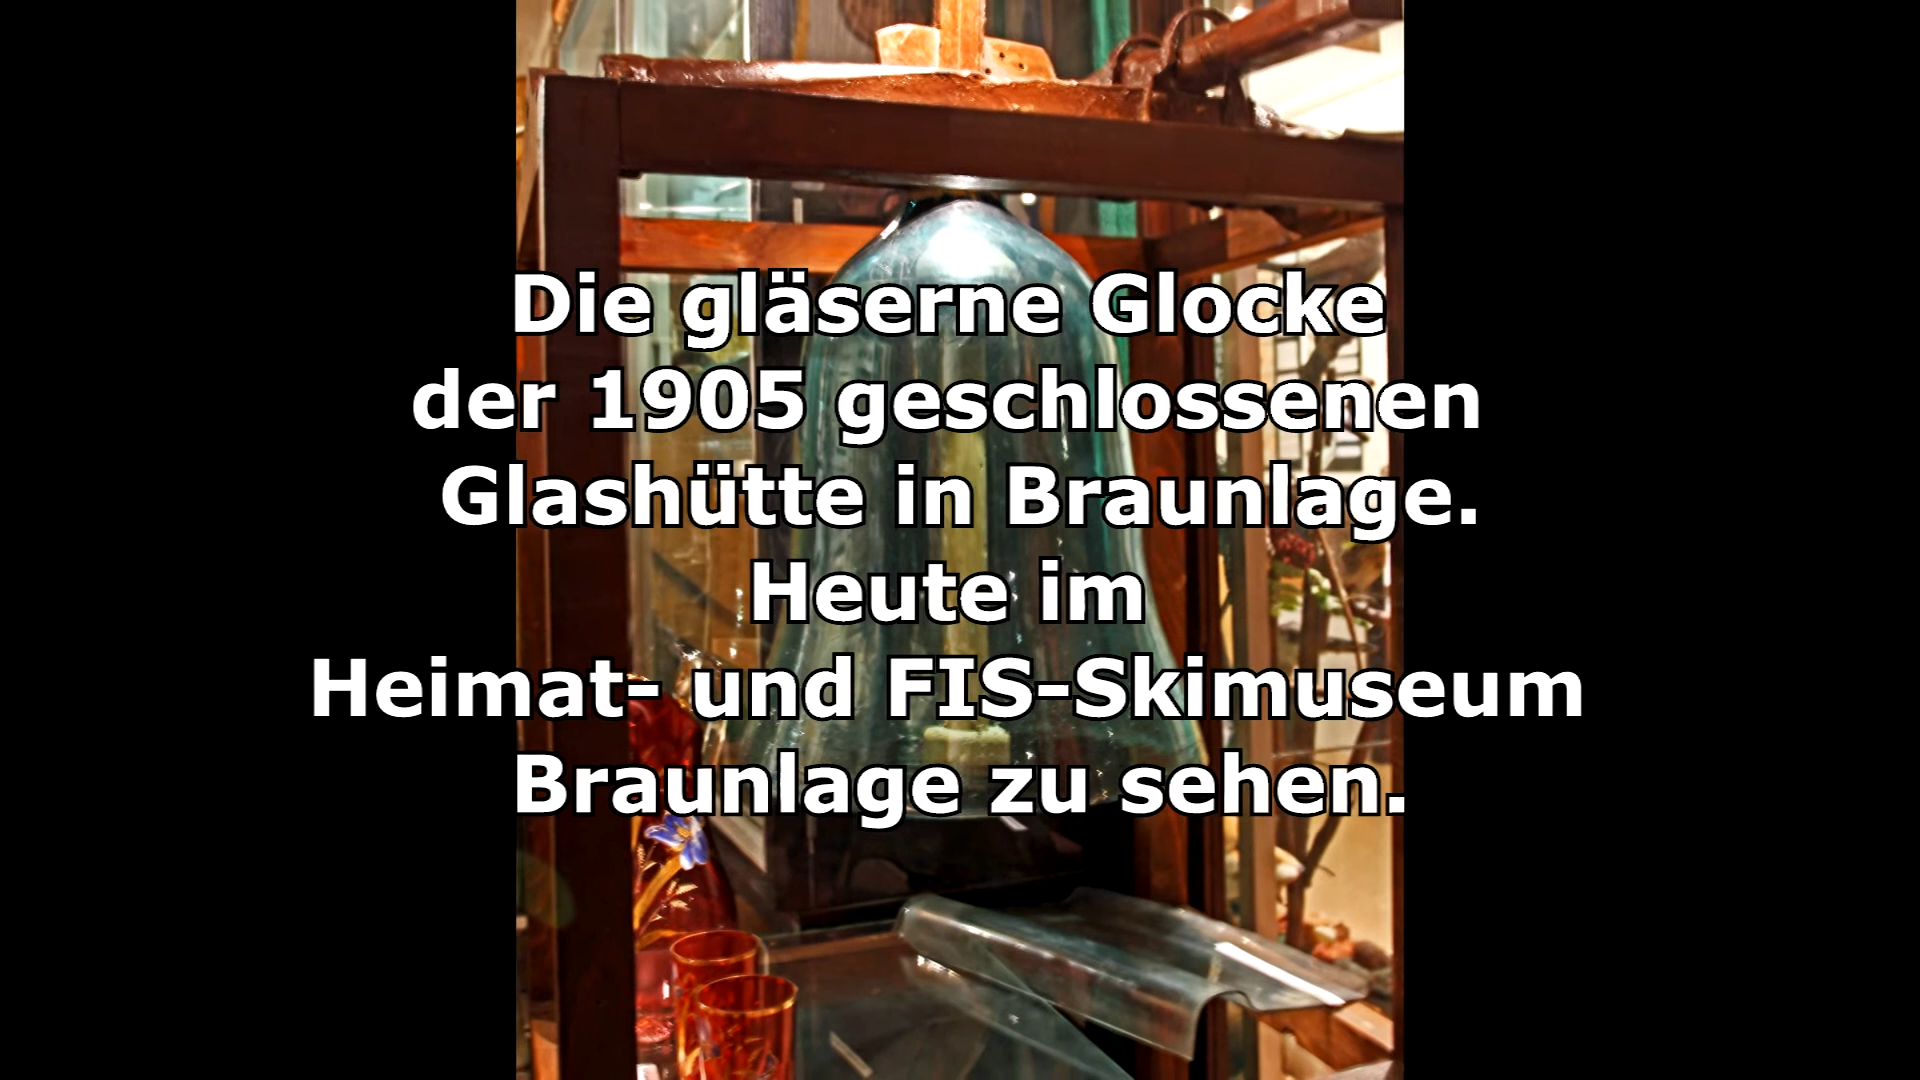 Die gläserne Glocke
der 1905 geschlossenen
Glashütte in Braunlage.
Heute im
Heimat- und FIS-Skimuseum
Braunlage zu sehen.